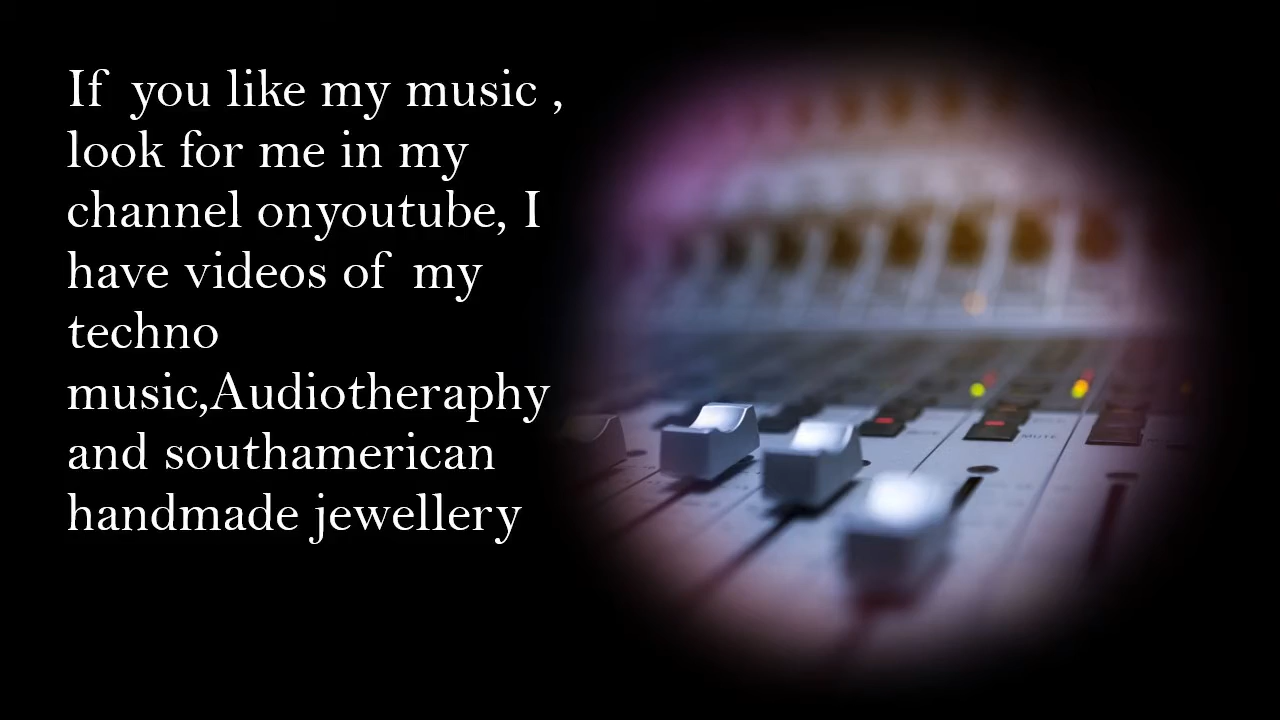 If  you like my music ,
look for me in my
channel onyoutube, I
have videos of  my
techno
music,Audiotheraphy
and southamerican
handmade jewellery
MUTE